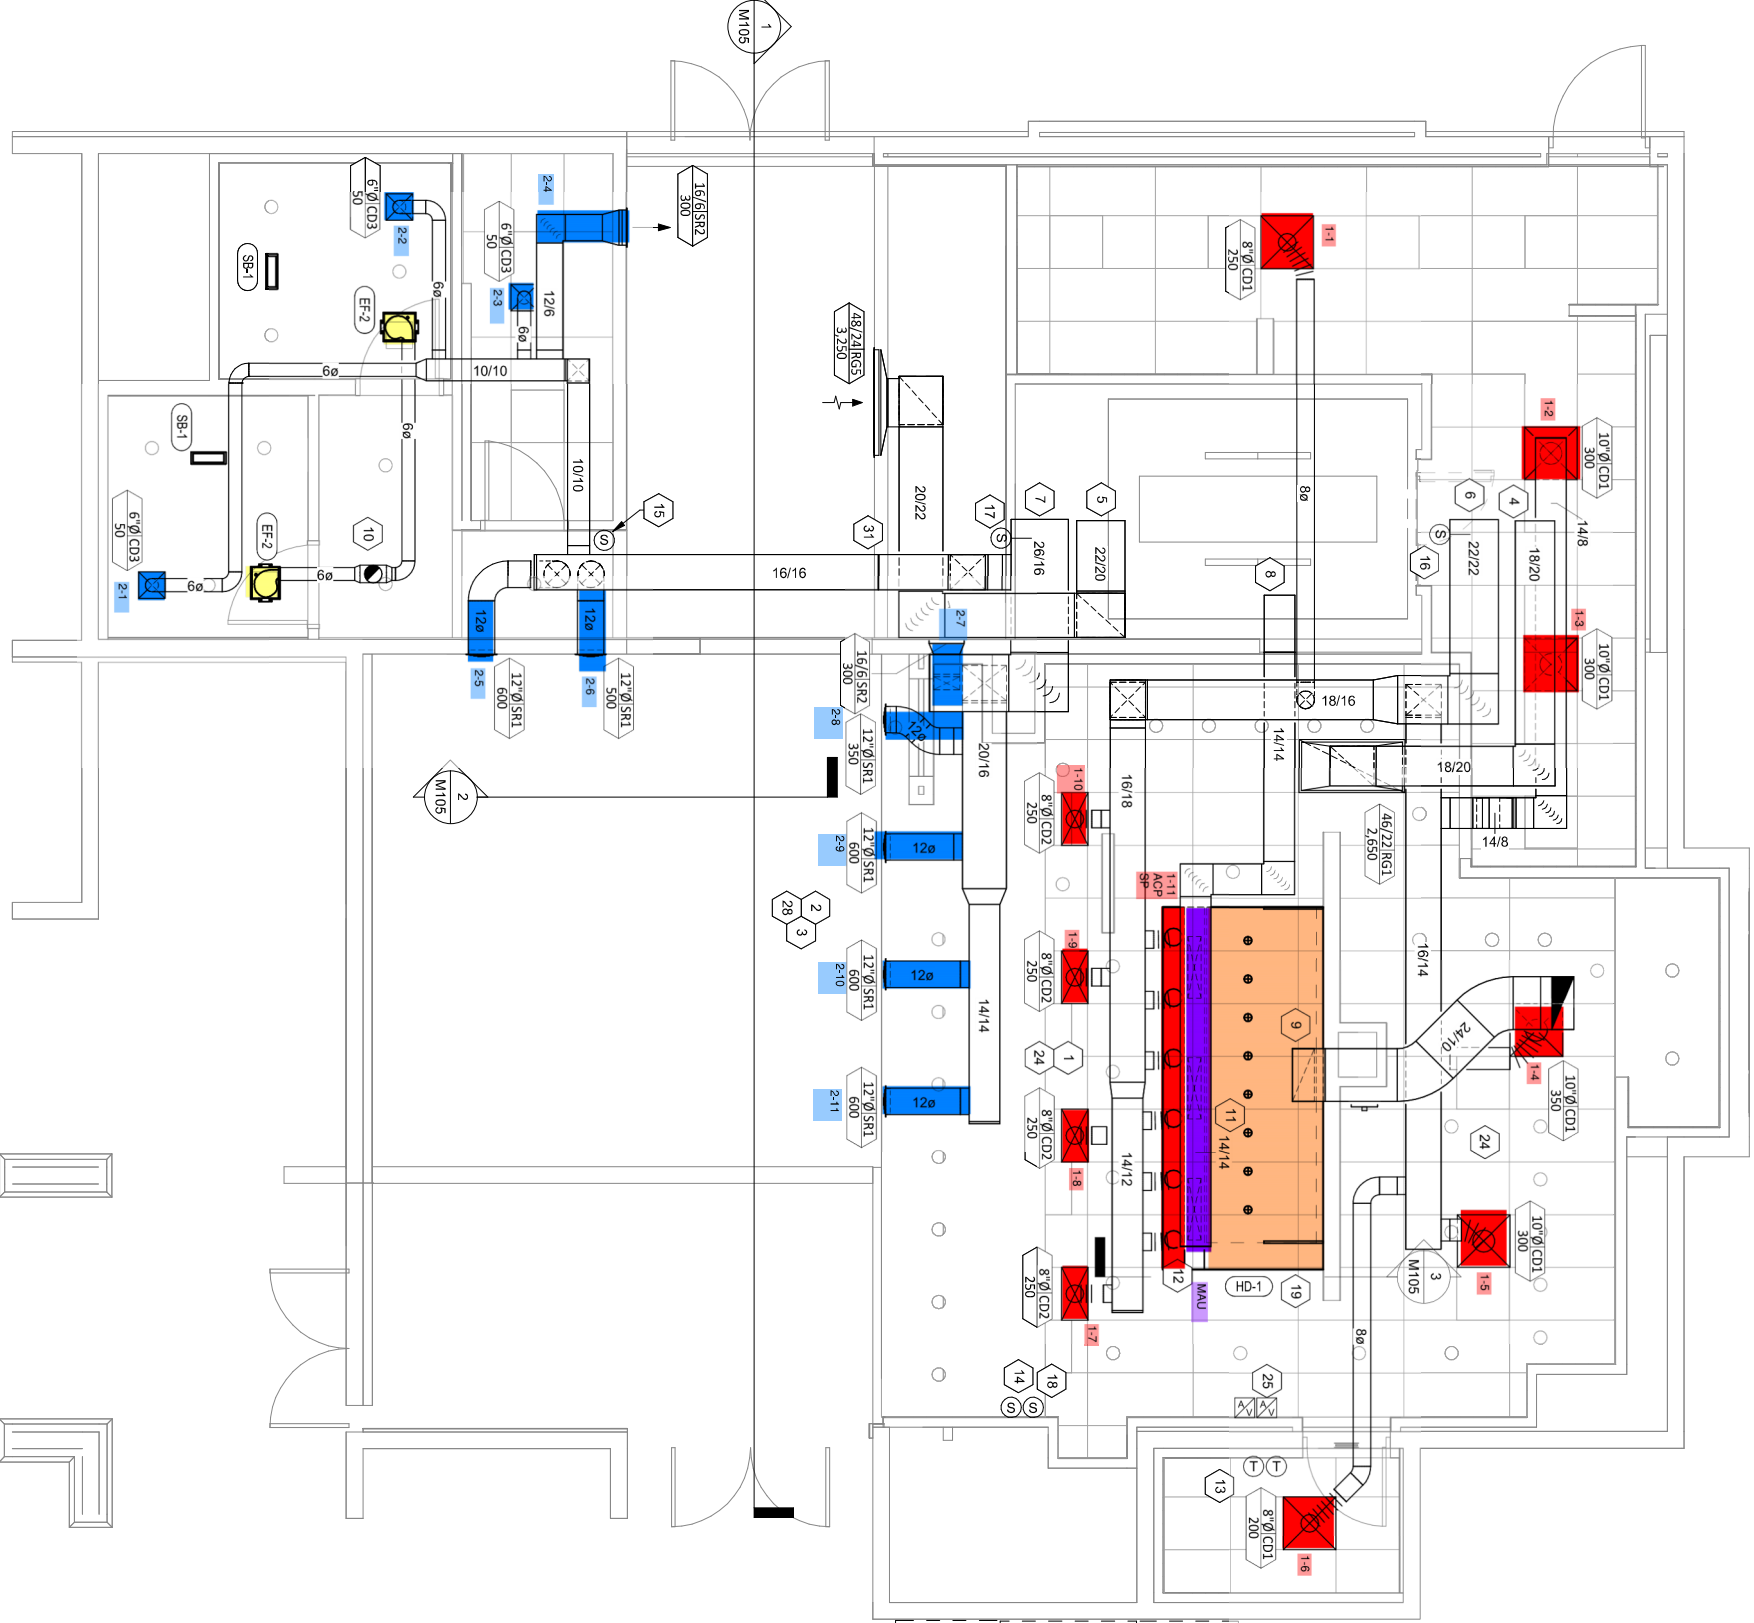 1
M105
6"Ø CD3
50
2-2
SB-1
EF-2
6ø
6ø
2-4
16/6 SR2
300
6"Ø CD3
50
2-3
6ø
12/6
10/10
6ø
SB-1
6"Ø CD3
50
2-1
6ø
EF-2
6ø
10
10/10
15
S
16/16
12ø
2-5
12"Ø SR1
600
12ø
2-6
12"Ø SR1
500
48/24 RG5
3,250
20/22
31
17
S
7
26/16
5
22/20
8"Ø CD1
250
1-1
8ø
8
1-2
10"Ø CD1
300
6
4
S
16
22/22
18/20
14/8
1-3
10"Ø CD1
300
2-7
16/6 SR2
300
2-8
12"Ø SR1
350
12ø
20/16
2
M105
2-9
12"Ø SR1
600
12ø
2
28
3
2-10
12"Ø SR1
600
12ø
14/14
2-11
12"Ø SR1
600
12ø
18/16
14/14
18/20
14/8
46/22 RG1
2,650
1-10
8"Ø CD2
250
16/18
1-11
ACP
SP
1-9
8"Ø CD2
250
24
1
9
11
14/14
16/14
24/10
1-4
10"Ø CD1
350
8"Ø CD2
250
1-8
14/12
24
10"Ø CD1
300
1-5
8"Ø CD2
250
1-7
12
MAU
HD-1
19
3
M105
8ø
14
18
S
S
25
A
V
A
V
T
T
13
8"Ø CD1
200
1-6